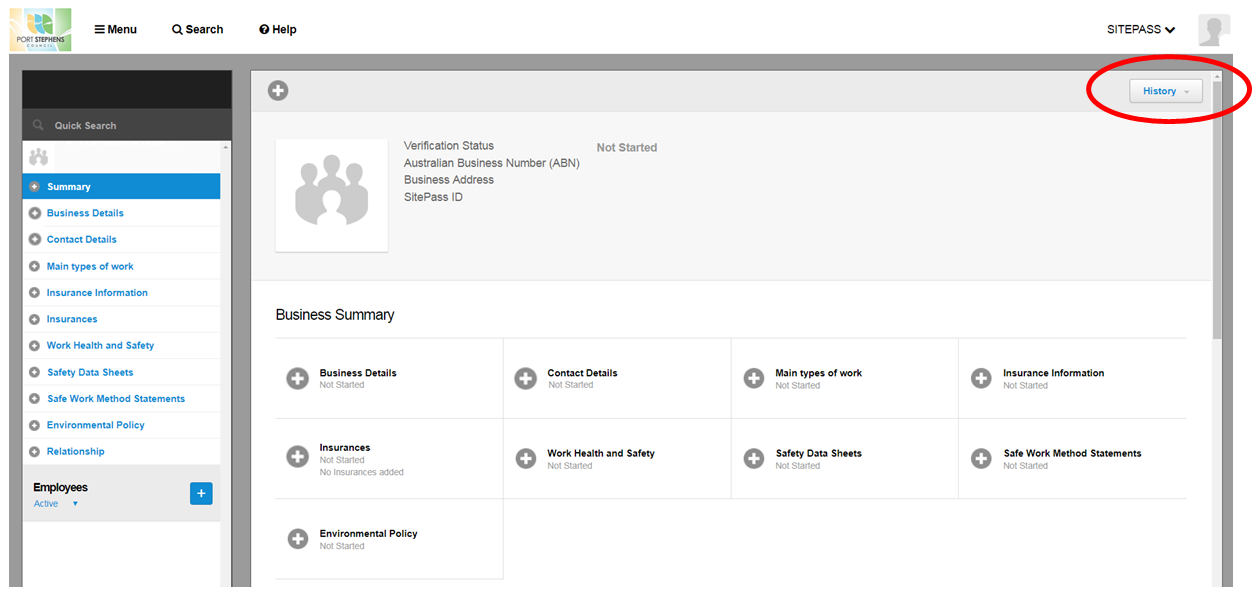 PORT STEPHENS
COUNCIL
Menu
Search
Help
SITEPASS
History
Quick Search
Summary
Business Details
Contact Details
Main types of work
Insurance Information
Insurances
Work Health and Safety
Safety Data Sheets
Safe Work Method Statements
Environmental Policy
Relationship
Employees
Active
Verification Status Not Started
Australian Business Number (ABN)
Business Address
SitePass ID
Business Summary
Business Details
Not Started
Contact Details
Not Started
Main types of work
Not Started
Insurance Information
Not Started
Insurances
Not Started
No Insurances added
Work Health and Safety
Not Started
Safety Data Sheets
Not Started
Safe Work Method Statements
Not Started
Environmental Policy
Not Started